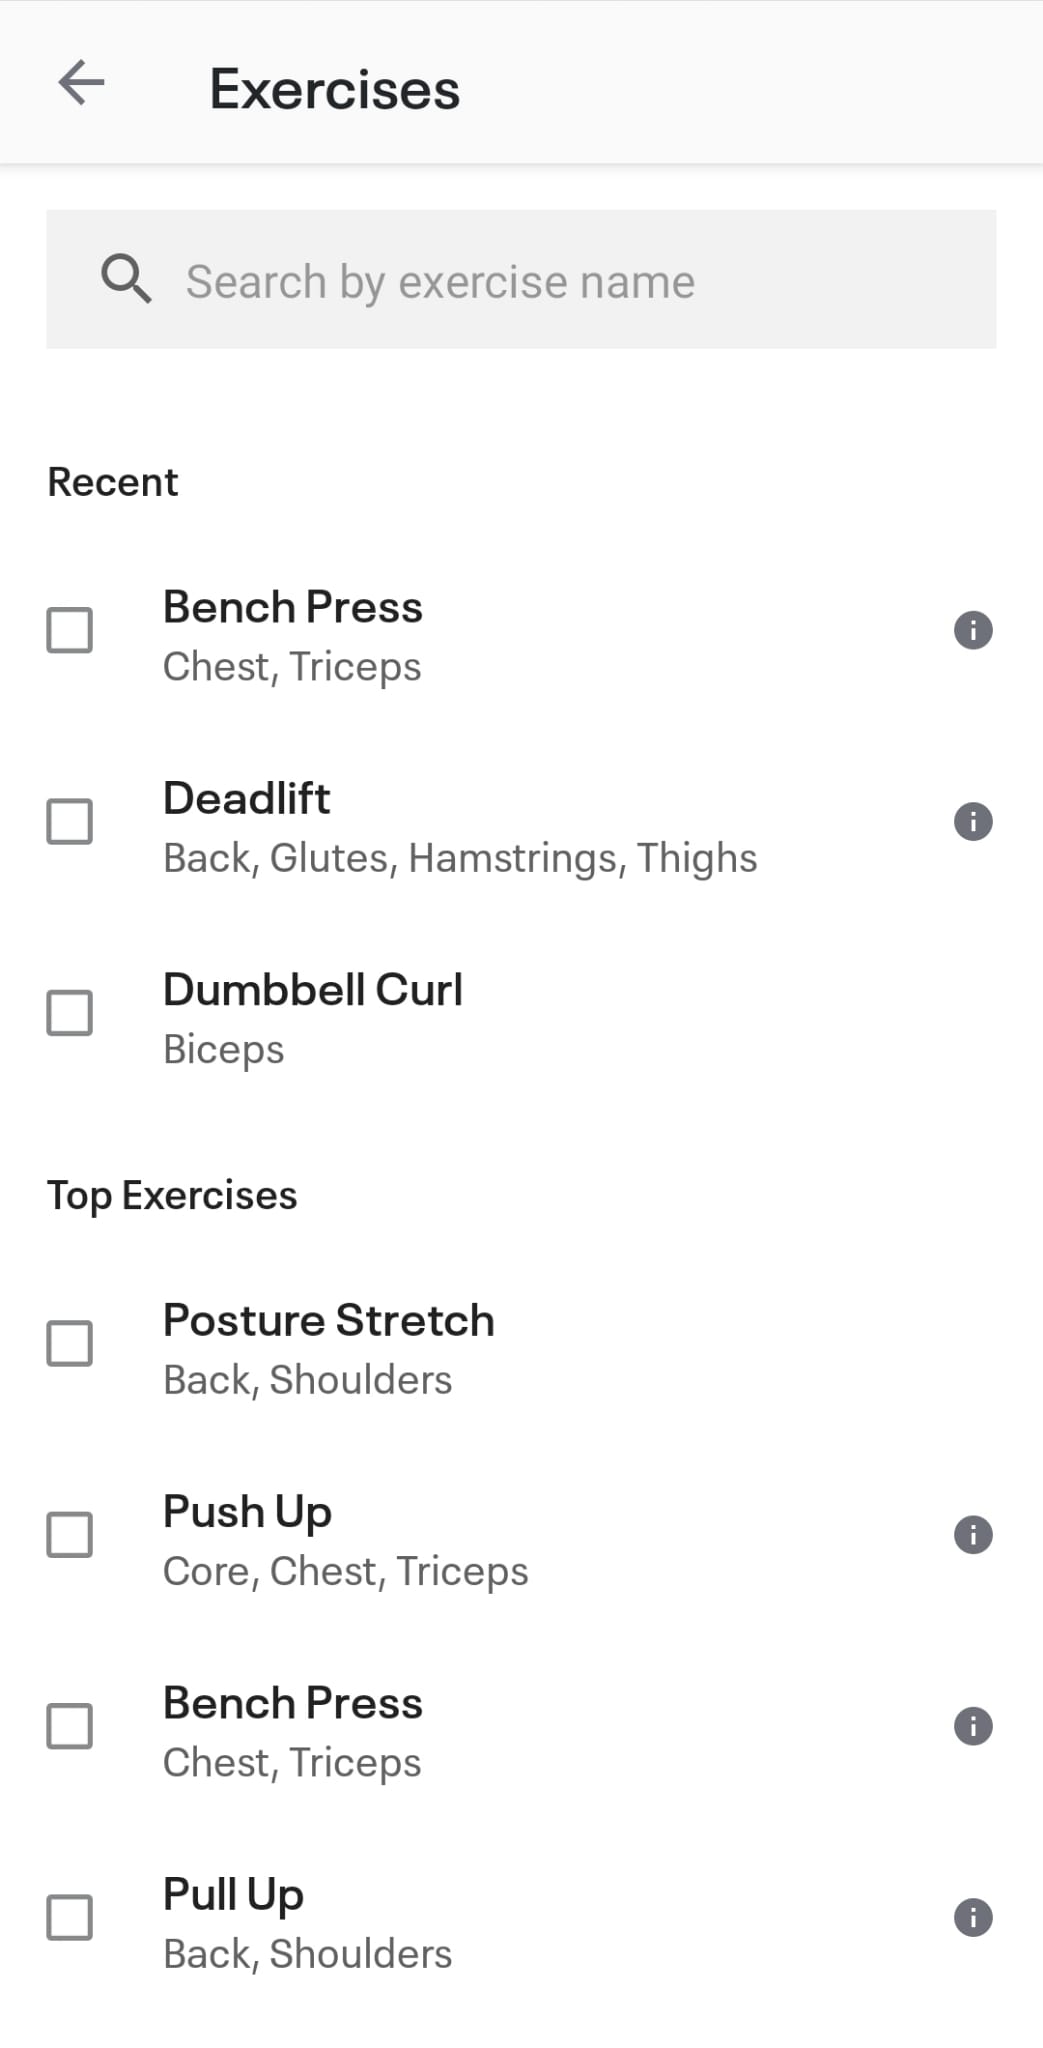 Exercises
Search by exercise name
Recent
Bench Press
Chest, Triceps
Deadlift
Back, Glutes, Hamstrings, Thighs
Dumbbell Curl
Biceps
Top Exercises
Posture Stretch
Back, Shoulders
Push Up
Core, Chest, Triceps
Bench Press
Chest, Triceps
Pull Up
Back, Shoulders